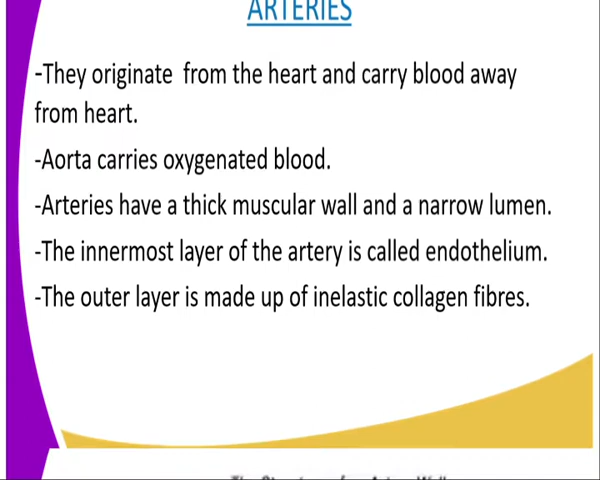 ARTERIES
-They originate from the heart and carry blood away
from heart.
-Aorta carries oxygenated blood.
-Arteries have a thick muscular wall and a narrow lumen.
-The innermost layer of the artery is called endothelium.
-The outer layer is made up of inelastic collagen fibres.